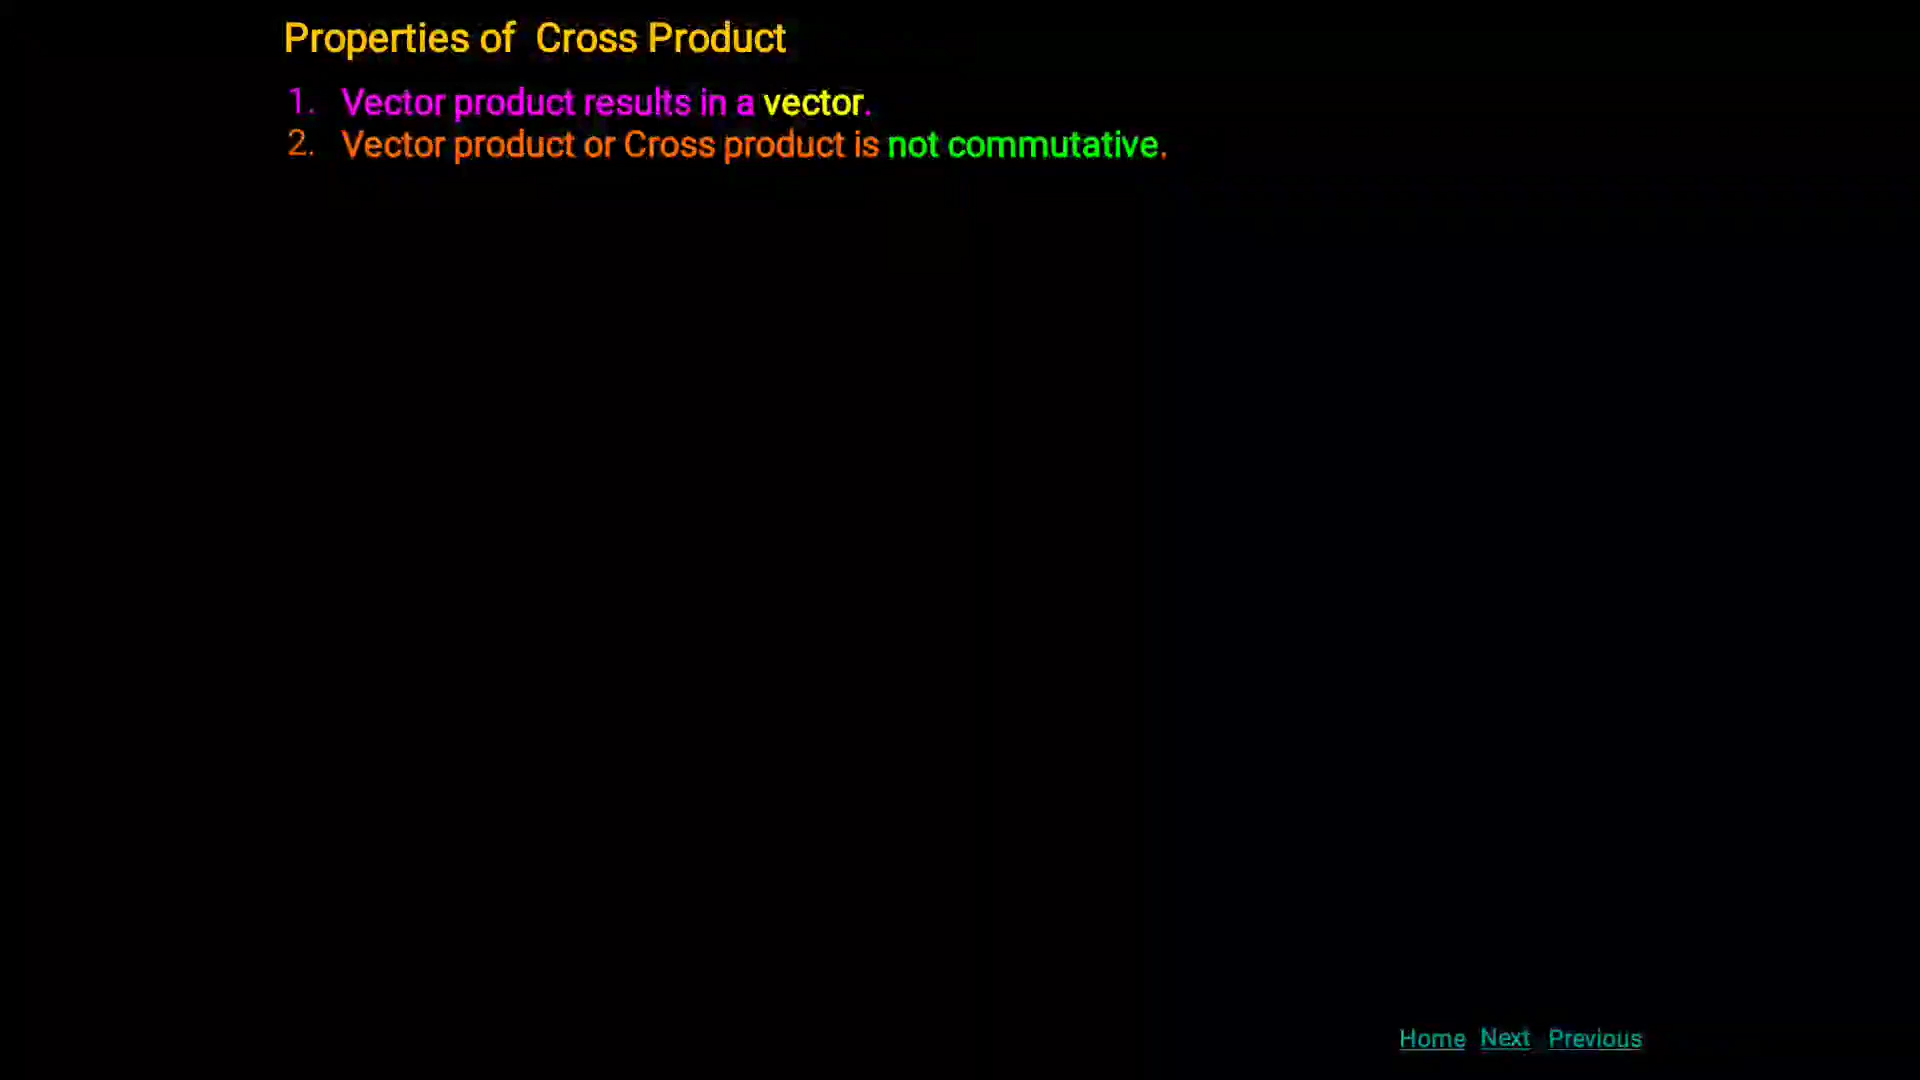 Properties of Cross Product
1. Vector product results in a vector.
2. Vector product or Cross product is not commutative.
Home Next Previous